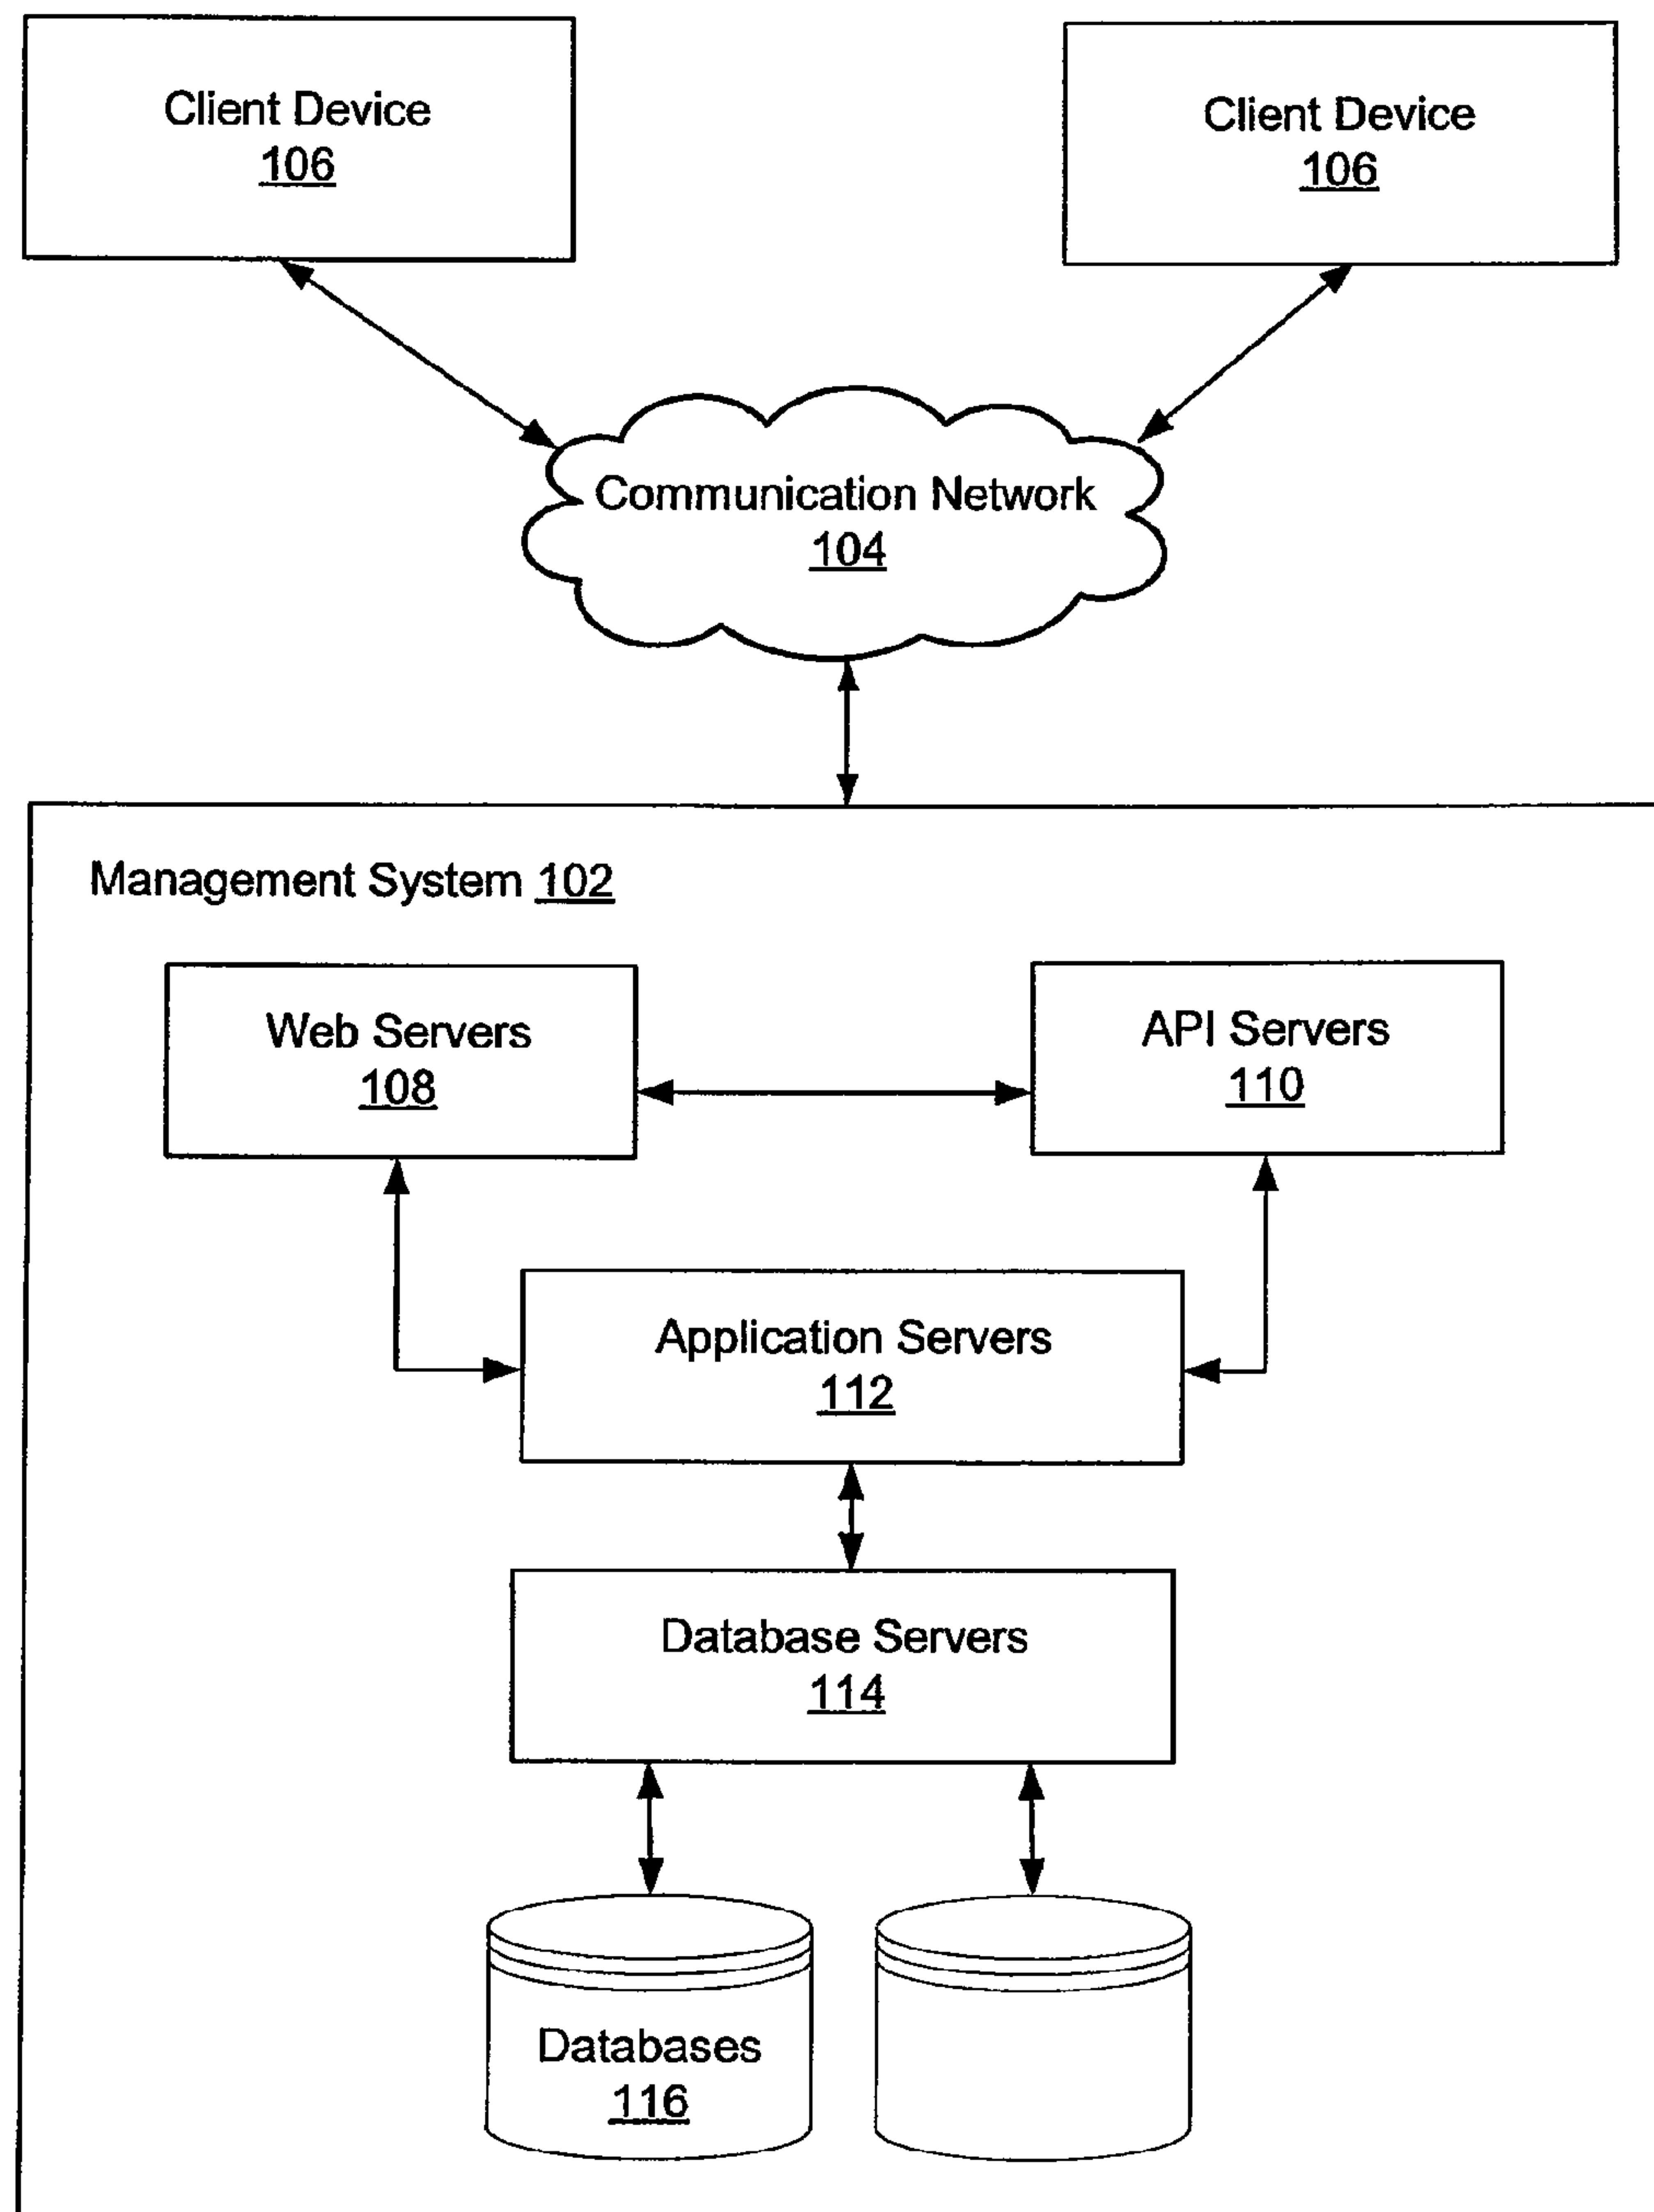 Client Device
106
Client Device
106
Communication Network
104
Management System 102
Web Servers
108
API Servers
110
Application Servers
112
Database Servers
114
Databases
116